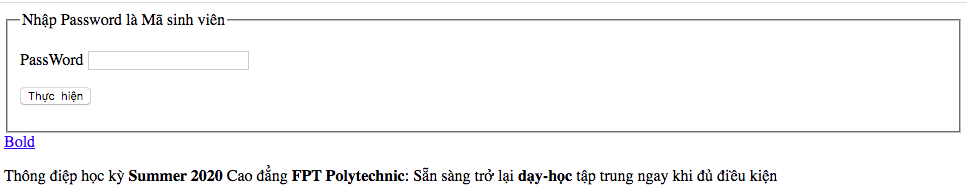 Nhập Password là Mã sinh viên
PassWord
Thực hiện
Bold
Thông điệp học kỳ Summer 2020 Cao đẳng FPT Polytechnic: Sẵn sàng trở lại dạy-học tập trung ngay khi đủ điều kiện